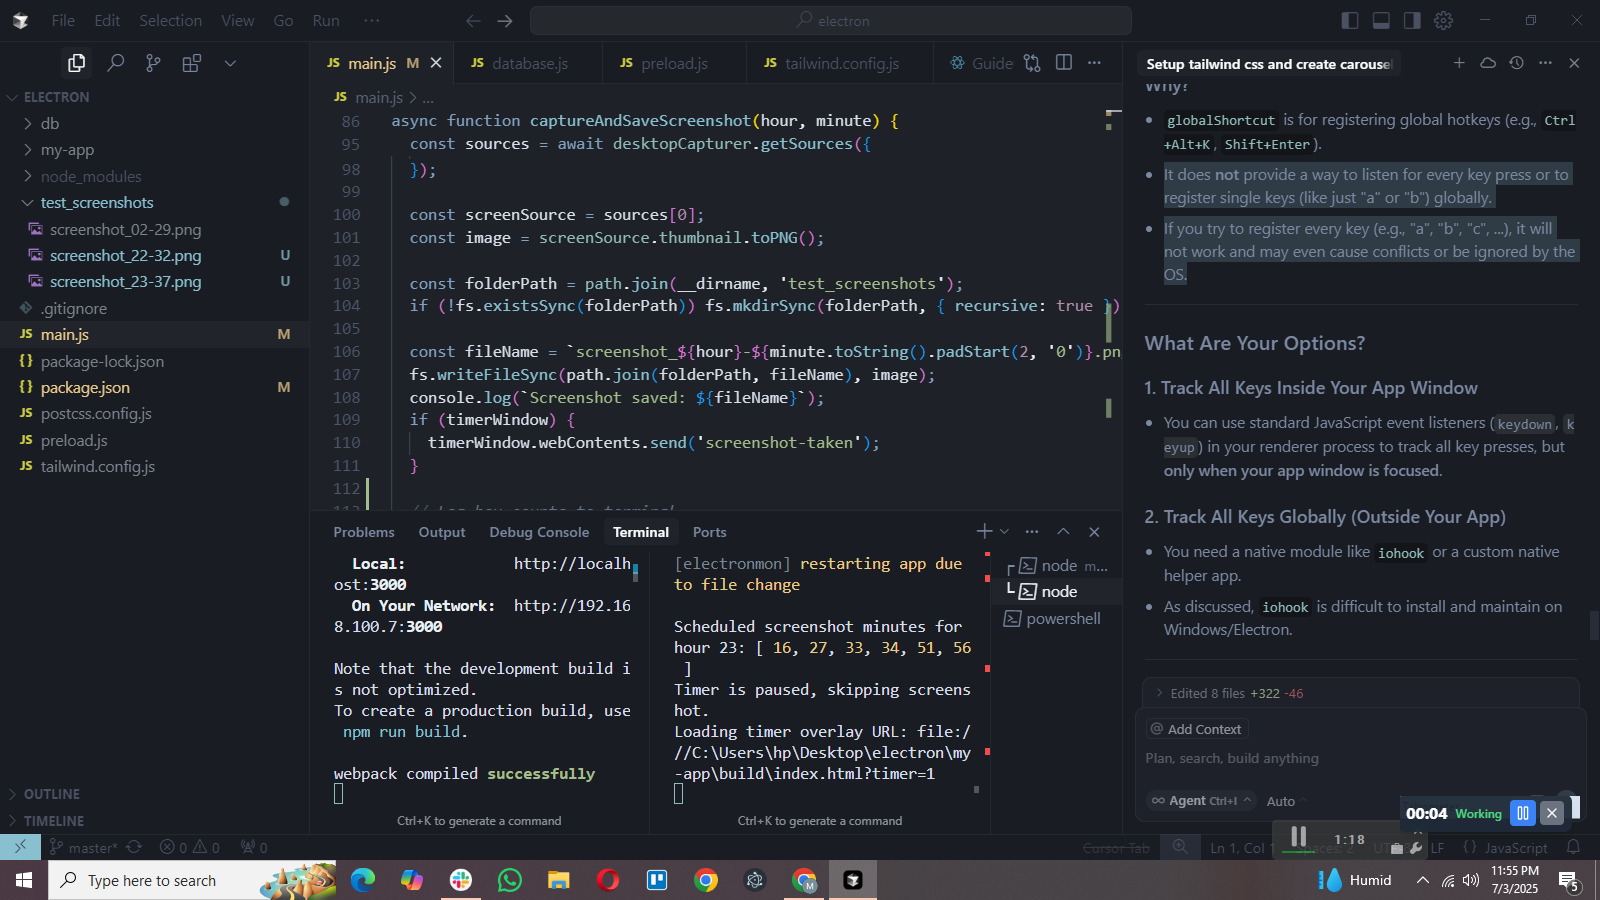 File Edit Selection View Go Run ···
electron
ELECTRON
db
my-app
node_modules
test_screenshots
screenshot_02-29.png
screenshot_22-32.png U
screenshot_23-37.png U
.gitignore
JS main.js M
{} package-lock.json
{} package.json M
JS postcss.config.js
JS preload.js
JS tailwind.config.js
OUTLINE
TIMELINE
JS main.js M
JS database.js
JS preload.js
JS tailwind.config.js
Guide
JS main.js > ...
86 async function captureAndSaveScreenshot(hour, minute) {
95 const sources = await desktopCapturer.getSources({
98 });
99
100 const screenSource = sources[0];
101 const image = screenSource.thumbnail.toPNG();
102
103 const folderPath = path.join(__dirname, 'test_screenshots');
104 if (!fs.existsSync(folderPath)) fs.mkdirSync(folderPath, { recursive: true })
105
106 const fileName = `screenshot_${hour}-${minute.toString().padStart(2, '0')}.pn
107 fs.writeFileSync(path.join(folderPath, fileName), image);
108 console.log(`Screenshot saved: ${fileName}`);
109 if (timerWindow) {
110 timerWindow.webContents.send('screenshot-taken');
111 }
112
Problems Output Debug Console Terminal Ports
Local: http://localh
ost:3000
On Your Network: http://192.16
8.100.7:3000
Note that the development build i
s not optimized.
To create a production build, use
npm run build.
webpack compiled successfully
Ctrl+K to generate a command
[electronmon] restarting app due
to file change
Scheduled screenshot minutes for
hour 23: [ 16, 27, 33, 34, 51, 56
]
Timer is paused, skipping screens
hot.
Loading timer overlay URL: file:/
//C:\Users\hp\Desktop\electron\my
-app\build\index.html?timer=1
Ctrl+K to generate a command
node m...
node
powershell
Setup tailwind css and create carouse
Why?
globalShortcut is for registering global hotkeys (e.g., Ctrl
+Alt+K, Shift+Enter).
It does not provide a way to listen for every key press or to
register single keys (like just "a" or "b") globally.
If you try to register every key (e.g., "a", "b", "c", ...), it will
not work and may even cause conflicts or be ignored by the
OS.
What Are Your Options?
1. Track All Keys Inside Your App Window
You can use standard JavaScript event listeners (keydown, k
eyup) in your renderer process to track all key presses, but
only when your app window is focused.
2. Track All Keys Globally (Outside Your App)
You need a native module like iohook or a custom native
helper app.
As discussed, iohook is difficult to install and maintain on
Windows/Electron.
Edited 8 files +322 -46
@ Add Context
Plan, search, build anything
∞ Agent Ctrl+I Auto
00:04 Working
1:18
master* 0 0 0
Cursor Tab
Ln 1, Col 1
LF
{} JavaScript
Type here to search
Humid
11:55 PM
7/3/2025
5